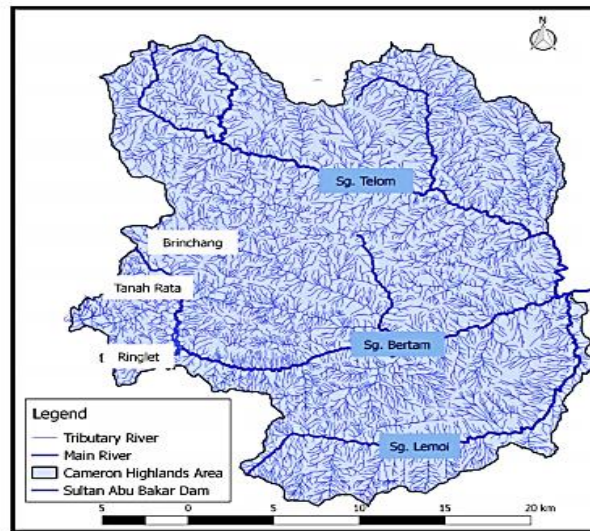 N
Sg. Telom
Brinchang
Tanah Rata
Ringlet
Sg. Bertam
Sg. Lemoi
Legend
Tributary River
Main River
Cameron Highlands Area
Sultan Abu Bakar Dam
5 0 5 10 15 20 km